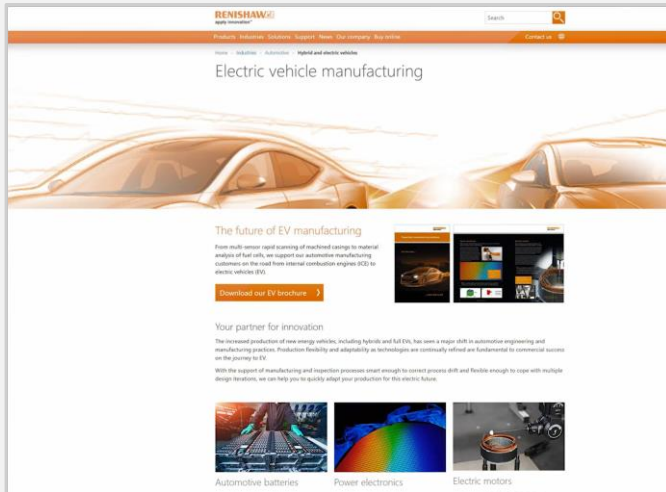 RENISHAW
apply innovation™
Search
Products Industries Solutions Support News Our company Buy online
Contact us
Home Industries Automotive Hybrid and electric vehicles
Electric vehicle manufacturing
The future of EV manufacturing
From multi-sensor rapid scanning of machined casings to material
analysis of fuel cells, we support our automotive manufacturing
customers on the road from internal combustion engines (ICE) to
electric vehicles (EV).
Download our EV brochure
Your partner for innovation
The increased production of new energy vehicles, including hybrids and full EVs, has seen a major shift in automotive engineering and
manufacturing practices. Production flexibility and adaptability as technologies are continually refined are fundamental to commercial success
on the journey to EV.
With the support of manufacturing and inspection processes smart enough to correct process drift and flexible enough to cope with multiple
design iterations, we can help you to quickly adapt your production for this electric future.
Automotive batteries
Power electronics
Electric motors